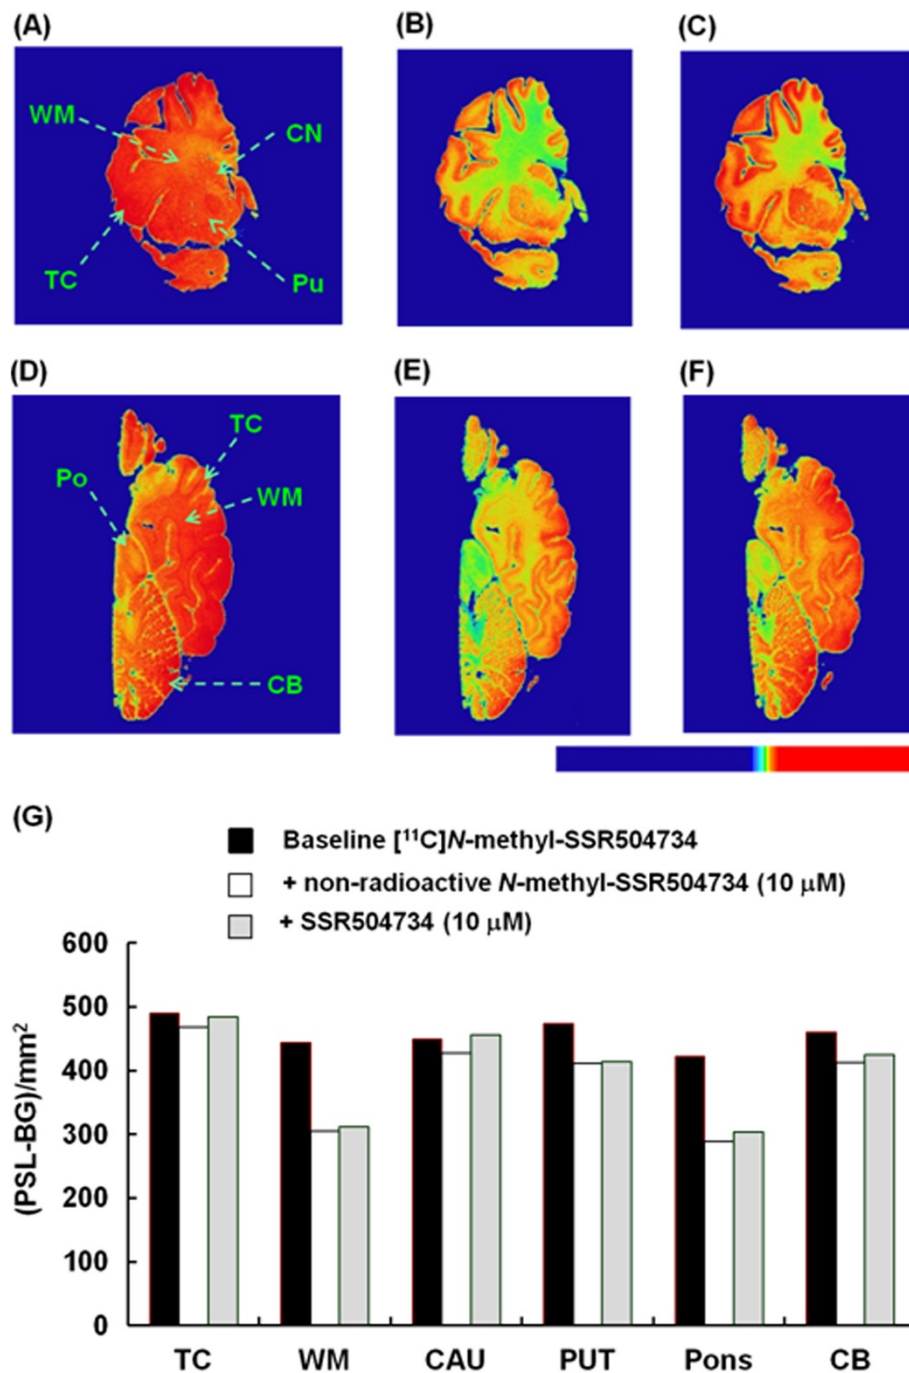 (A)
(B)
(C)
WM
CN
TC
Pu
(D)
(E)
(F)
TC
Po
WM
CB
(G)
Baseline [¹¹C]N-methyl-SSR504734
+ non-radioactive N-methyl-SSR504734 (10 μM)
+ SSR504734 (10 μM)
600
500
400
300
200
100
0
(PSL-BG)/mm²
TC WM CAU PUT Pons CB